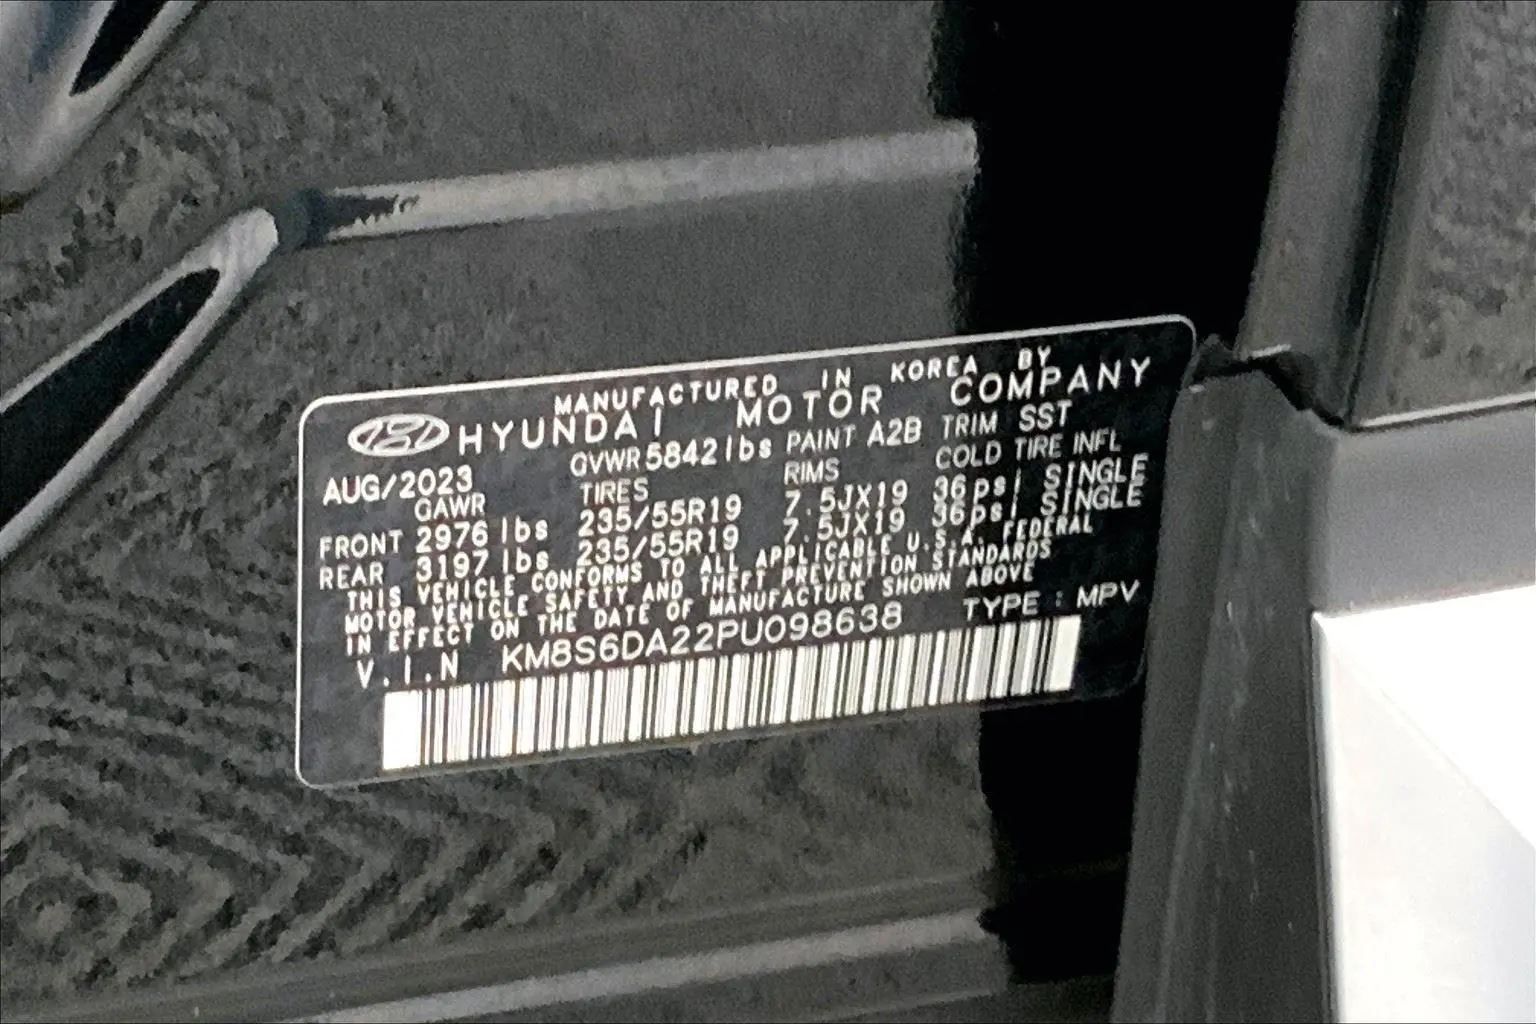 MANUFACTURED IN KOREA BY
HYUNDAI MOTOR COMPANY
AUG/2023 GVWR 5842 lbs PAINT A2B TRIM SST
GAWR TIRES RIMS COLD TIRE INFL
FRONT 2976 lbs 235/55R19 7.5JX19 36psi SINGLE
REAR 3197 lbs 235/55R19 7.5JX19 36psi SINGLE
THIS VEHICLE CONFORMS TO ALL APPLICABLE U.S.A. FEDERAL
MOTOR VEHICLE SAFETY AND THEFT PREVENTION STANDARDS
IN EFFECT ON THE DATE OF MANUFACTURE SHOWN ABOVE
V.I.N KM8S6DA22PU098638 TYPE : MPV